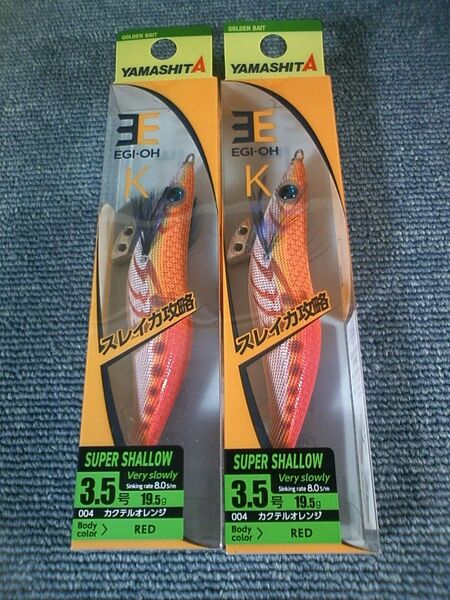 GOLDEN BAIT
YAMASHITA
EGI-OH
K
スレイカ攻略
SUPER SHALLOW
Very slowly
Sinking rate 8.0s/m
3.5号 19.5g
004 カクテルオレンジ
Body color > RED
GOLDEN BAIT
YAMASHITA
EGI-OH
K
スレイカ攻略
SUPER SHALLOW
Very slowly
Sinking rate 8.0s/m
3.5号 19.5g
004 カクテルオレンジ
Body color > RED